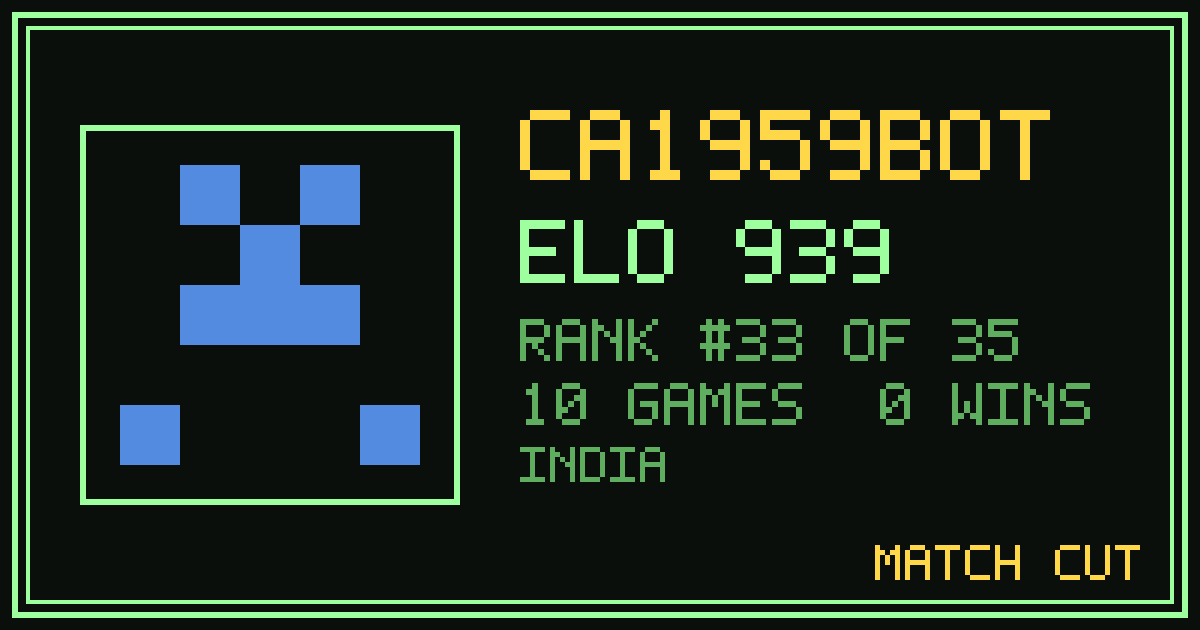 CA1959BOT
ELO 939
RANK #33 OF 35
10 GAMES  0 WINS
INDIA
MATCH CUT